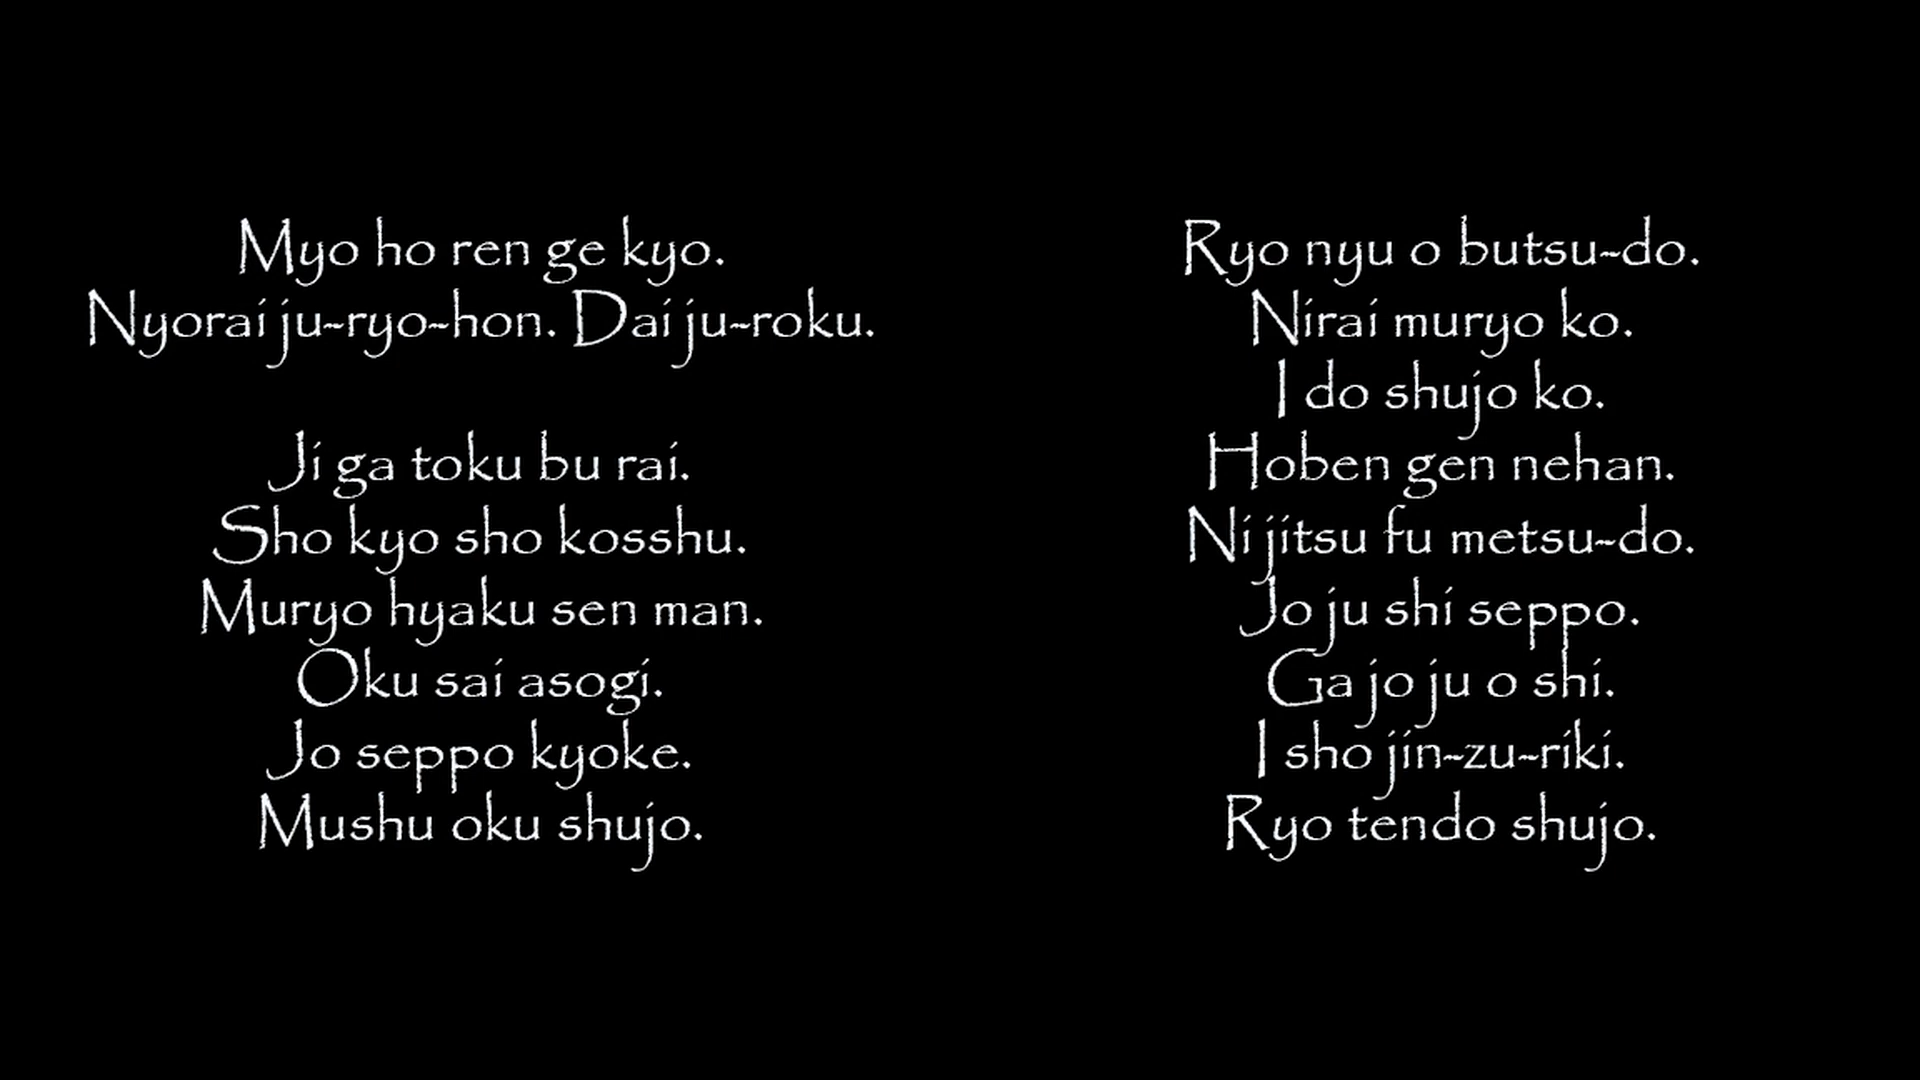 Myo ho ren ge kyo.
Nyorai ju-ryo-hon. Dai ju-roku.
Ji ga toku bu rai.
Sho kyo sho kosshu.
Muryo hyaku sen man.
Oku sai asogi.
Jo seppo kyoke.
Mushu oku shujo.
Ryo nyu o butsu-do.
Nirai muryo ko.
I do shujo ko.
Hoben gen nehan.
Ni jitsu fu metsu-do.
Jo ju shi seppo.
Ga jo ju o shi.
I sho jin-zu-riki.
Ryo tendo shujo.